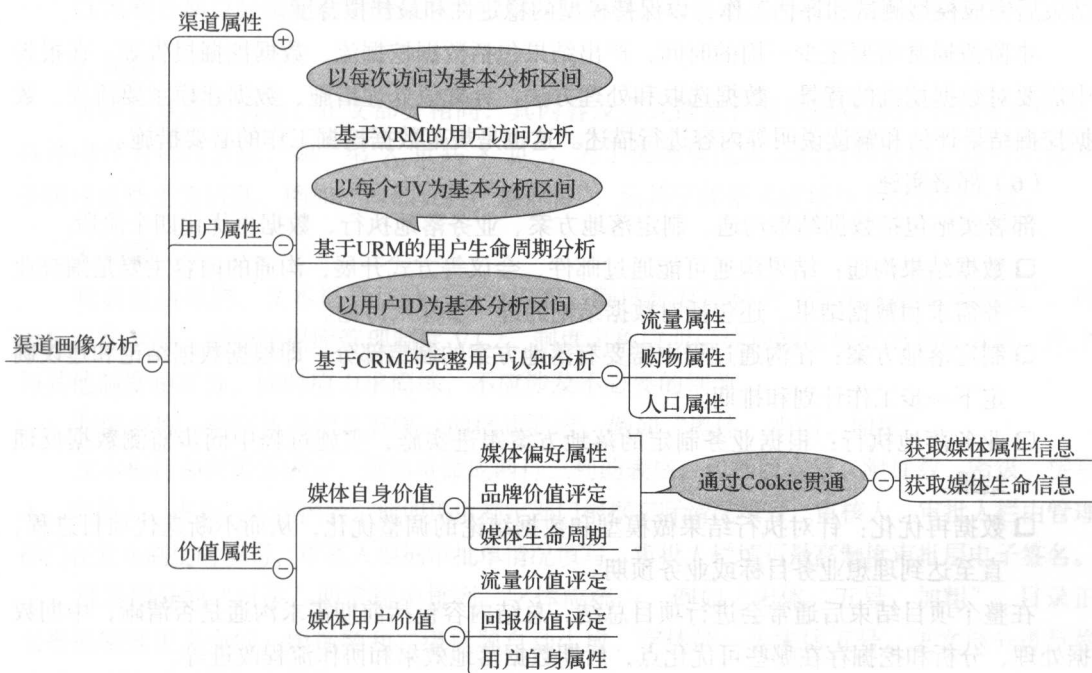 渠道属性
以每次访问为基本分析区间
基于VRM的用户访问分析
以每个UV为基本分析区间
用户属性
基于URM的用户生命周期分析
以用户ID为基本分析区间
渠道画像分析
基于CRM的完整用户认知分析
流量属性
购物属性
人口属性
媒体偏好属性
媒体自身价值
品牌价值评定
媒体生命周期
通过Cookie贯通
获取媒体属性信息
获取媒体生命信息
价值属性
流量价值评定
媒体用户价值
回报价值评定
用户自身属性